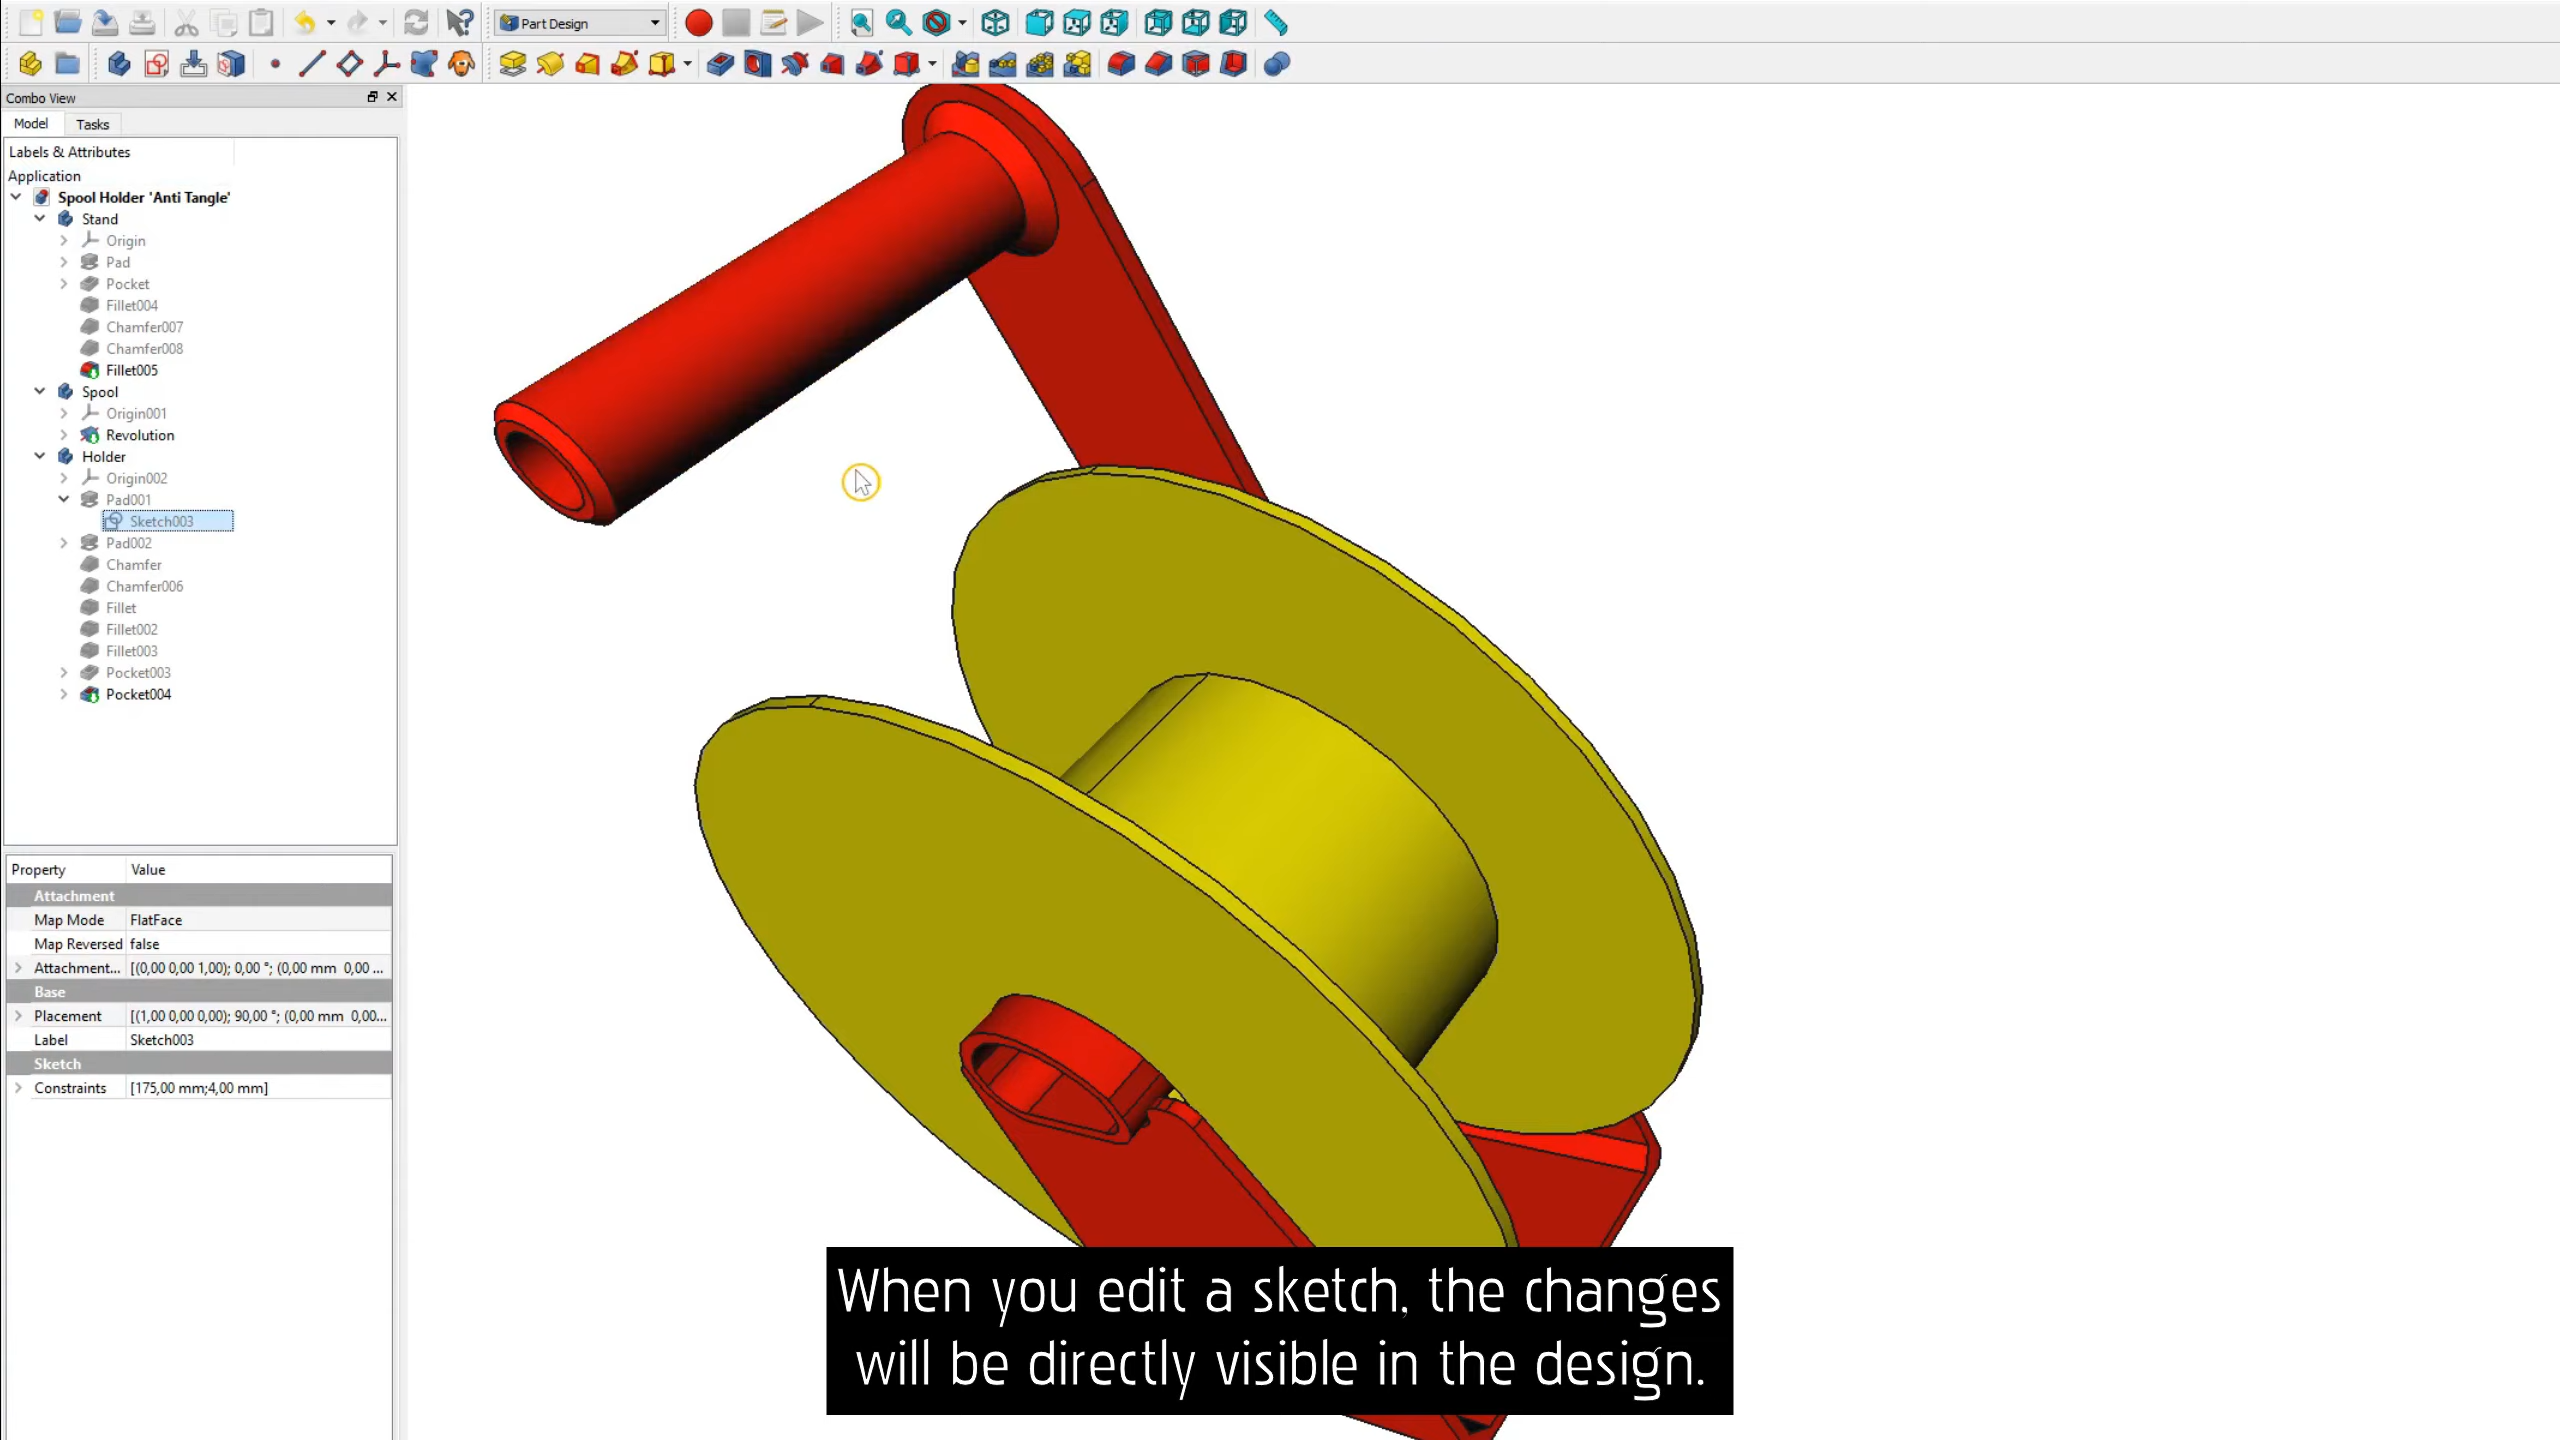 Part Design
Combo View
Model Tasks
Labels & Attributes
Application
Spool Holder 'Anti Tangle'
Stand
Origin
Pad
Pocket
Fillet004
Chamfer007
Chamfer008
Fillet005
Spool
Origin001
Revolution
Holder
Origin002
Pad001
Sketch003
Pad002
Chamfer
Chamfer006
Fillet
Fillet002
Fillet003
Pocket003
Pocket004
Property Value
Attachment
Map Mode FlatFace
Map Reversed false
Attachment... [(0,00 0,00 1,00); 0,00 °; (0,00 mm 0,00 ...
Base
Placement [(1,00 0,00 0,00); 90,00 °; (0,00 mm 0,00...
Label Sketch003
Sketch
Constraints [175,00 mm;4,00 mm]
When you edit a sketch, the changes
will be directly visible in the design.